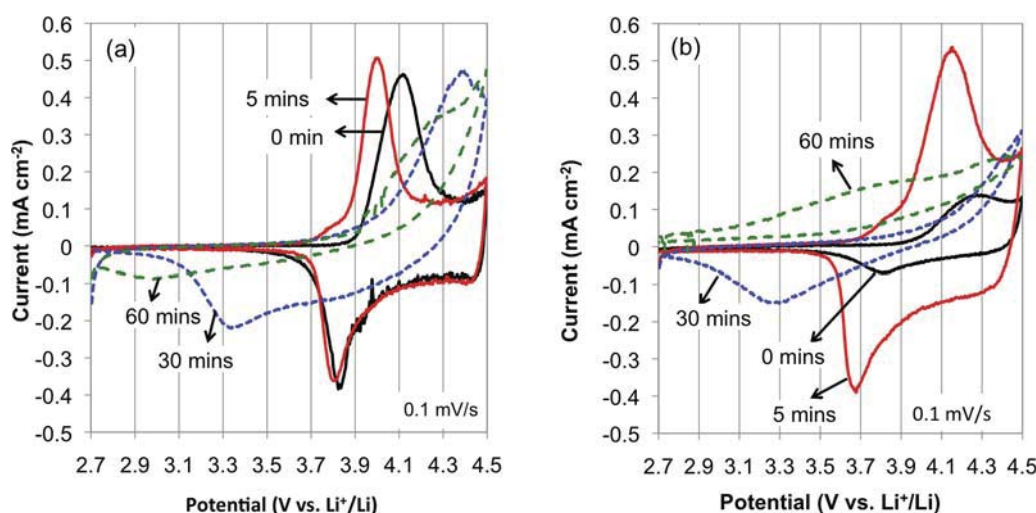 (a)
0.6
0.5
0.4
0.3
0.2
0.1
0
-0.1
-0.2
-0.3
-0.4
-0.5
Current (mA cm-2)
5 mins
0 min
60 mins
30 mins
0.1 mV/s
2.7 2.9 3.1 3.3 3.5 3.7 3.9 4.1 4.3 4.5
Potential (V vs. Li+/Li)
(b)
0.6
0.5
0.4
0.3
0.2
0.1
0
-0.1
-0.2
-0.3
-0.4
-0.5
Current (mA cm-2)
60 mins
30 mins
0 mins
5 mins
0.1 mV/s
2.7 2.9 3.1 3.3 3.5 3.7 3.9 4.1 4.3 4.5
Potential (V vs. Li+/Li)